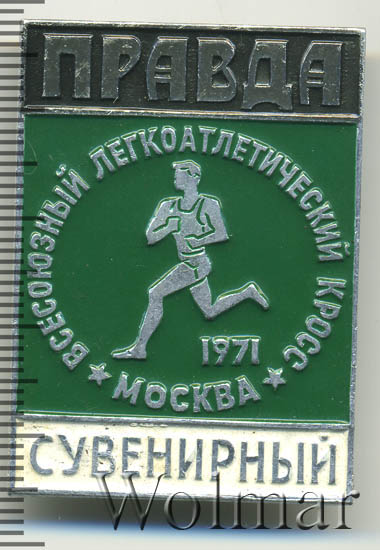 ПРАВДА
ВСЕСОЮЗНЫЙ ЛЕГКОАТЛЕТИЧЕСКИЙ КРОСС
1971
★ МОСКВА ★
СУВЕНИРНЫЙ
Wolmar